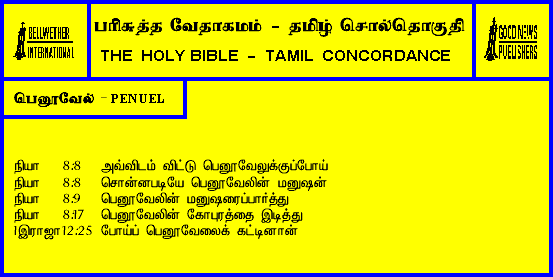 BELLWETHER
INTERNATIONAL
பரிசுத்த வேதாகமம் - தமிழ் சொல்தொகுதி
THE HOLY BIBLE - TAMIL CONCORDANCE
GOOD NEWS
PUBLISHERS
பெனூவேல் - PENUEL
நியா 8:8 அவ்விடம் விட்டு பெனூவேலுக்குப்போய்
நியா 8:8 சொன்னபடியே பெனூவேலின் மனுஷன்
நியா 8:9 பெனூவேலின் மனுஷரைப்பார்த்து
நியா 8:17 பெனூவேலின் கோபுரத்தை இடித்து
1இராஜா 12:25 போய்ப் பெனூவேலைக் கட்டினான்